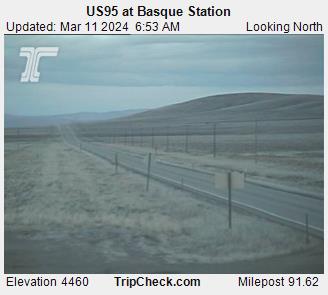 US95 at Basque Station
Updated: Mar 11 2024 6:53 AM Looking North
Elevation 4460 TripCheck.com Milepost 91.62